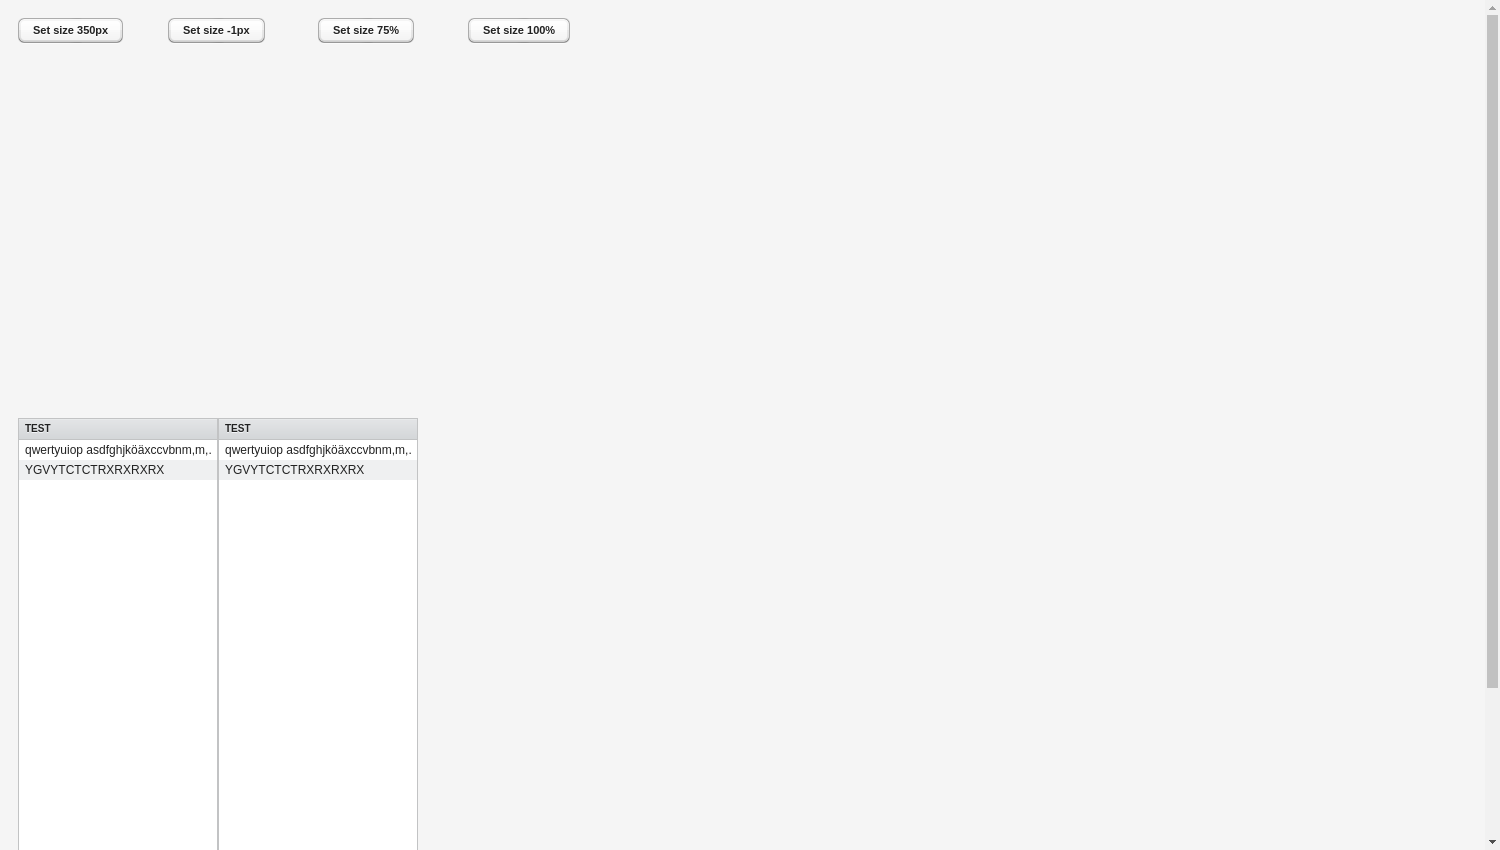 Set size 350px Set size -1px Set size 75% Set size 100%
TEST TEST
qwertyuiop asdfghjköäxccvbnm,m,. qwertyuiop asdfghjköäxccvbnm,m,.
YGVYTCTCTRXRXRXRX YGVYTCTCTRXRXRXRX